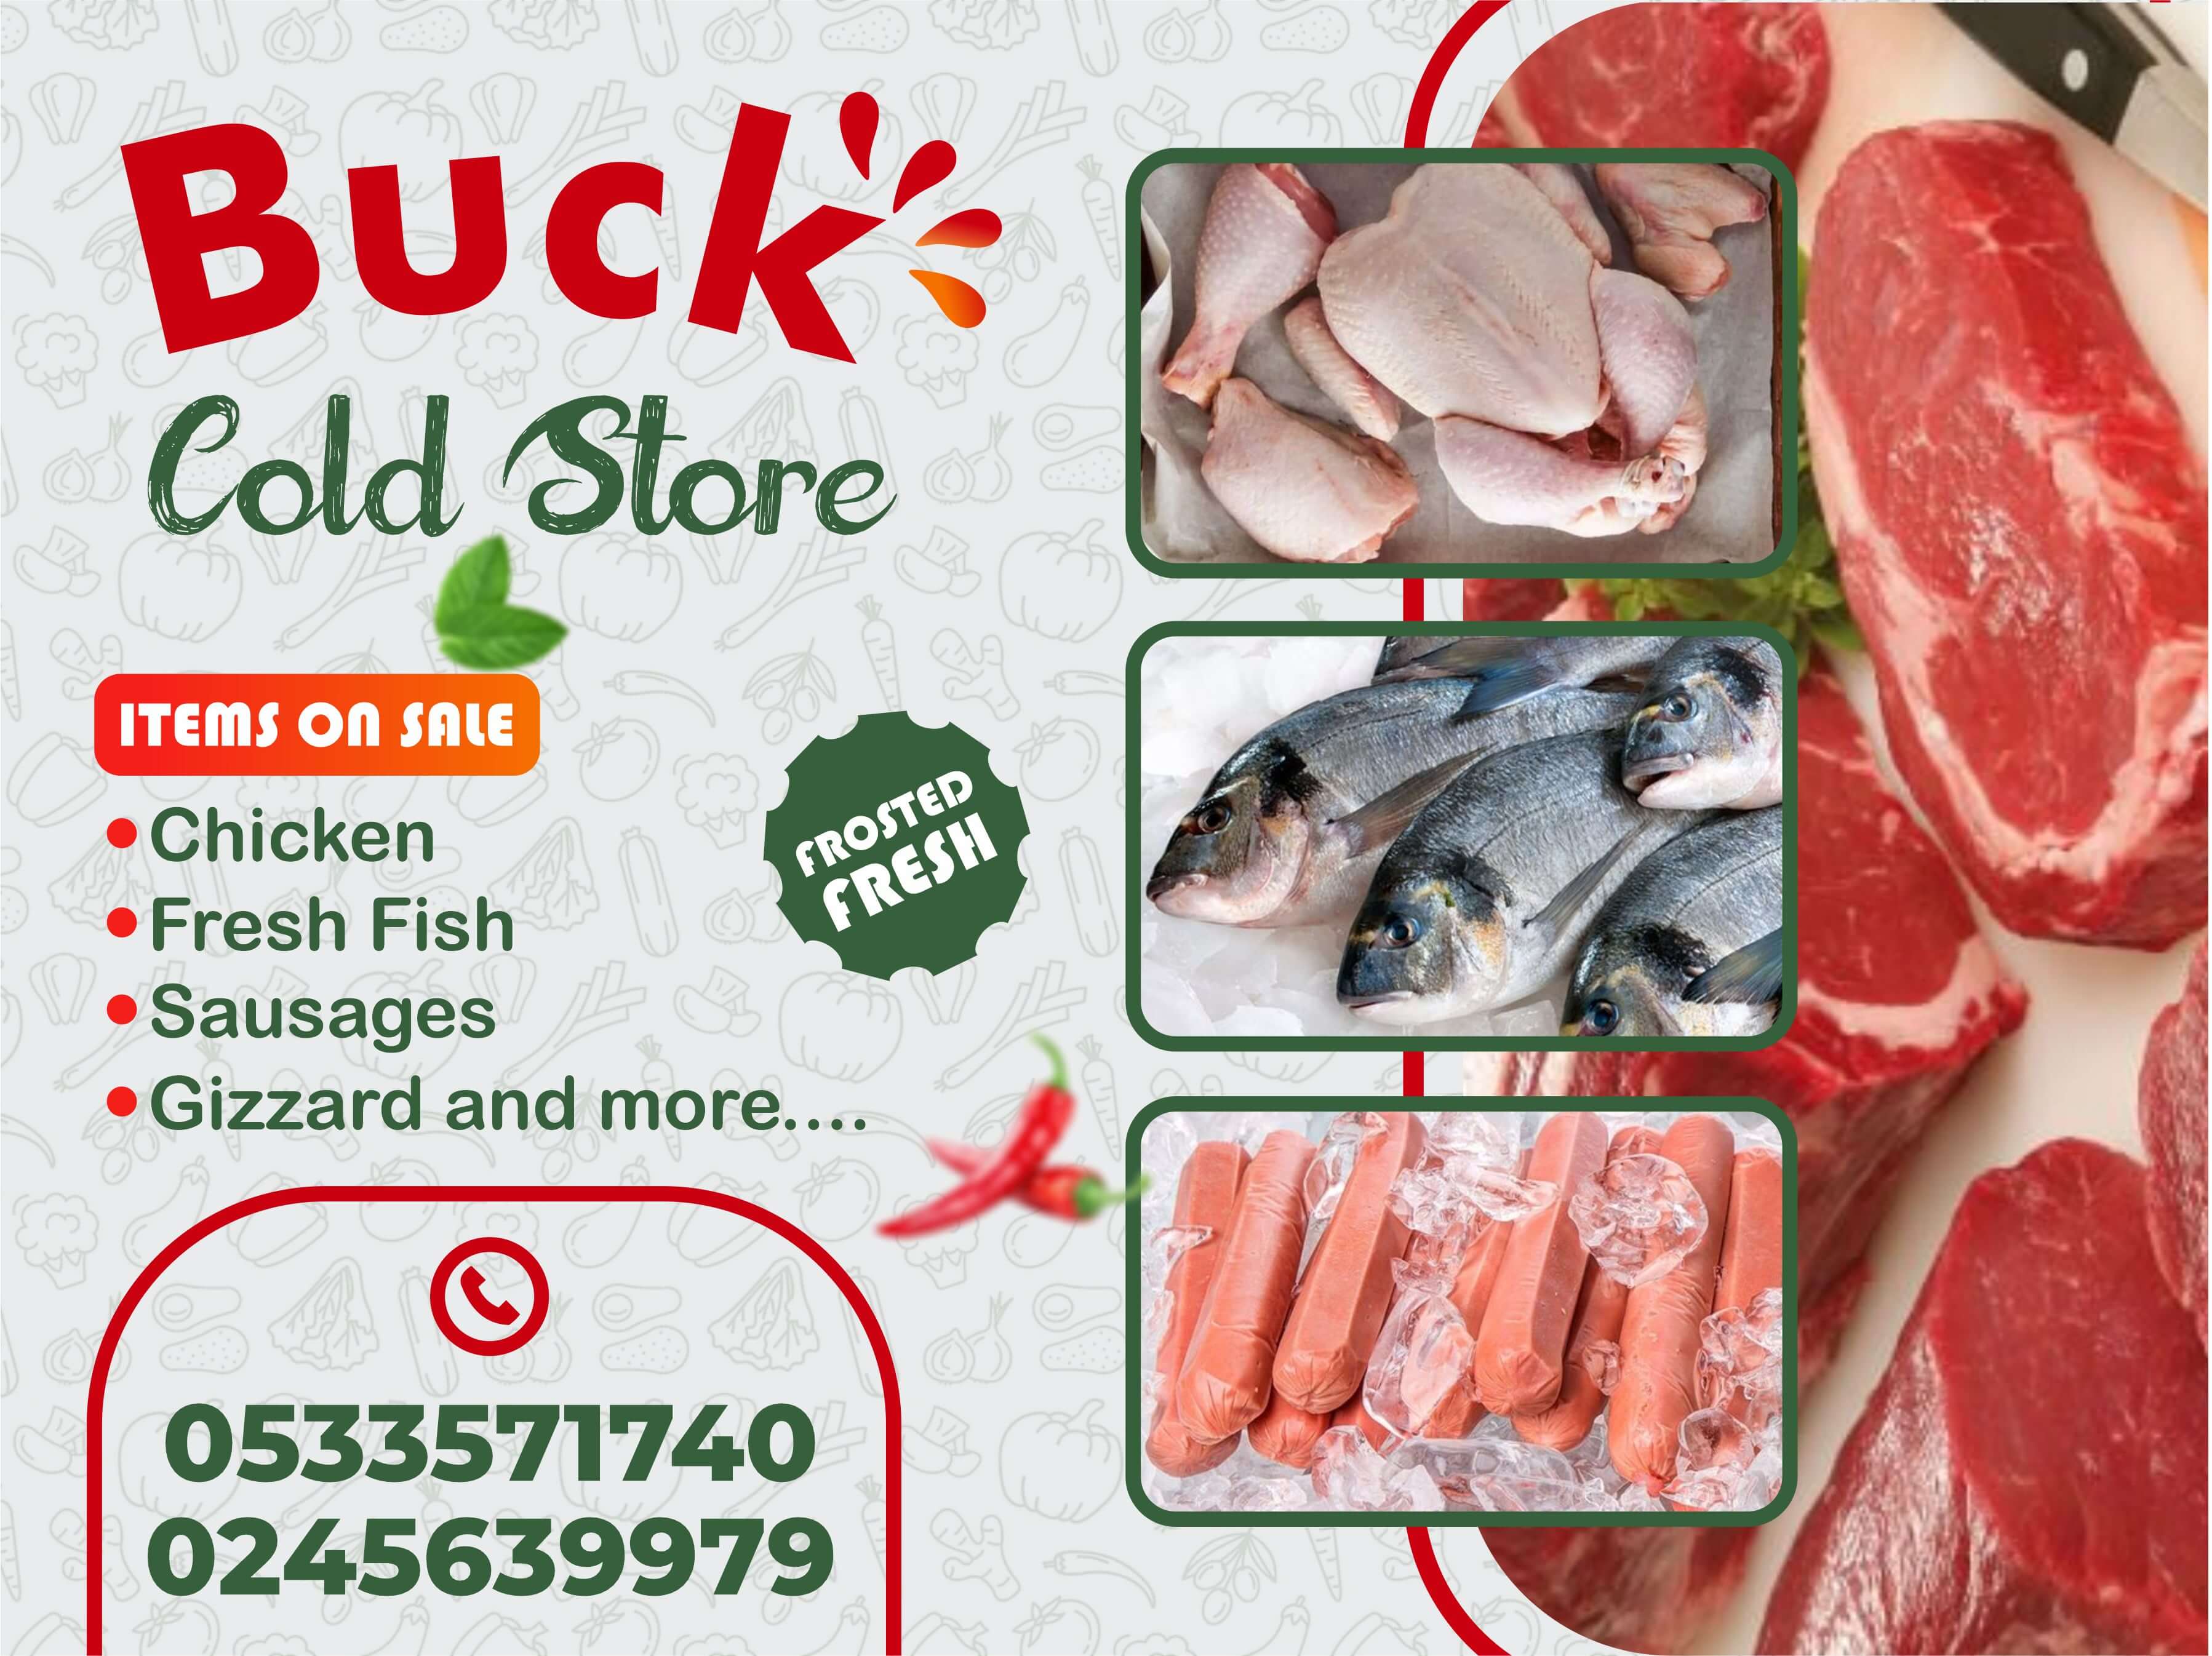 Buck
Cold Store
ITEMS ON SALE
• Chicken
• Fresh Fish
• Sausages
• Gizzard and more....
FROSTED
FRESH
0533571740
0245639979